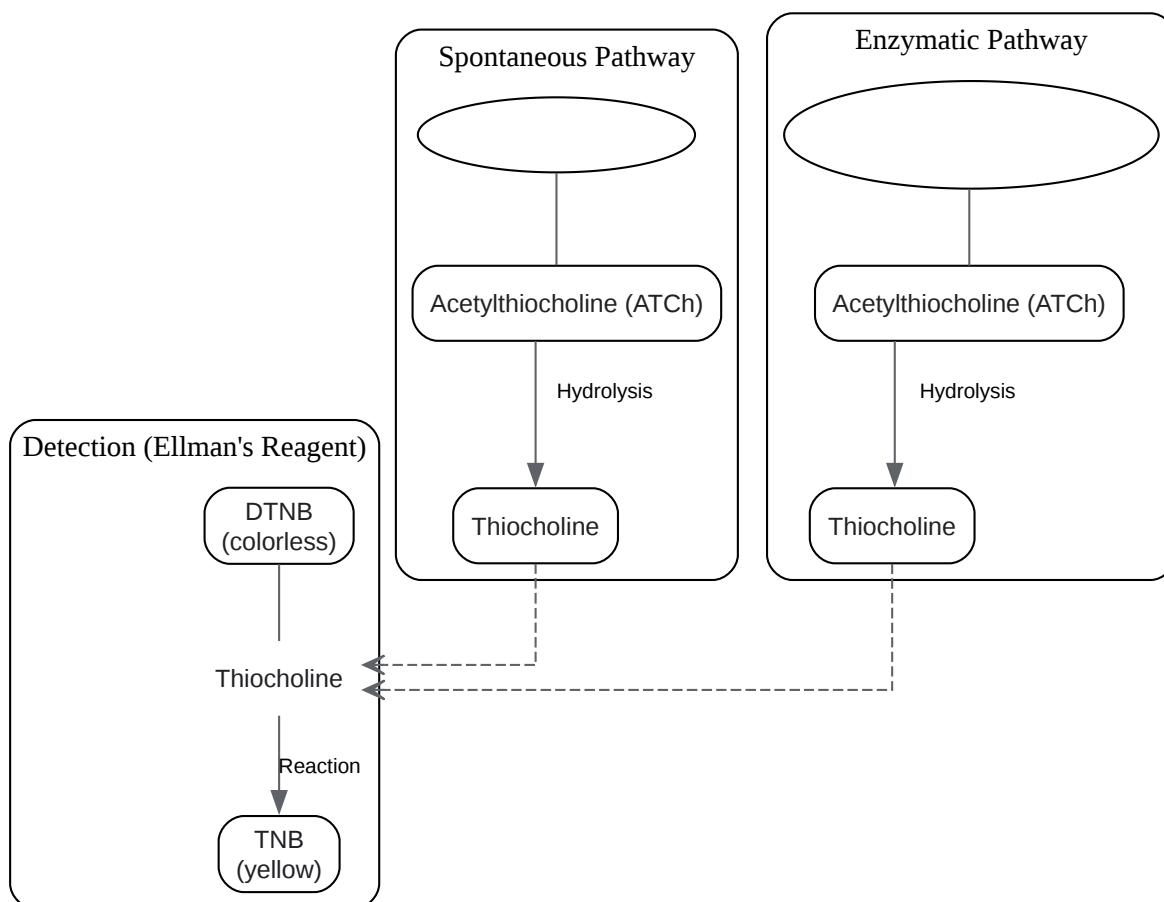 Spontaneous Pathway
Acetylthiocholine (ATCh)
Hydrolysis
Thiocholine
Enzymatic Pathway
Acetylthiocholine (ATCh)
Hydrolysis
Thiocholine
Detection (Ellman's Reagent)
DTNB
(colorless)
Thiocholine
Reaction
TNB
(yellow)